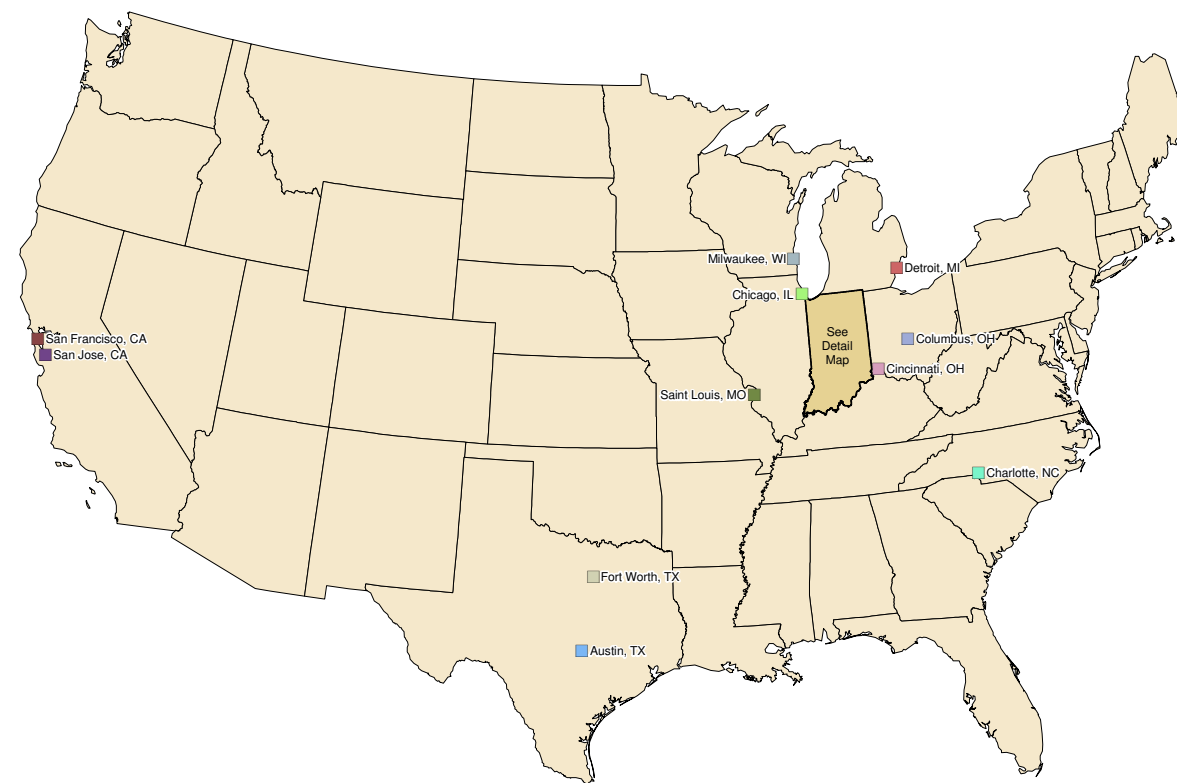 Milwaukee, WI
Detroit, MI
Chicago, IL
See
Detail
Map
San Francisco, CA
Columbus, OH
San Jose, CA
Cincinnati, OH
Saint Louis, MO
Charlotte, NC
Fort Worth, TX
Austin, TX